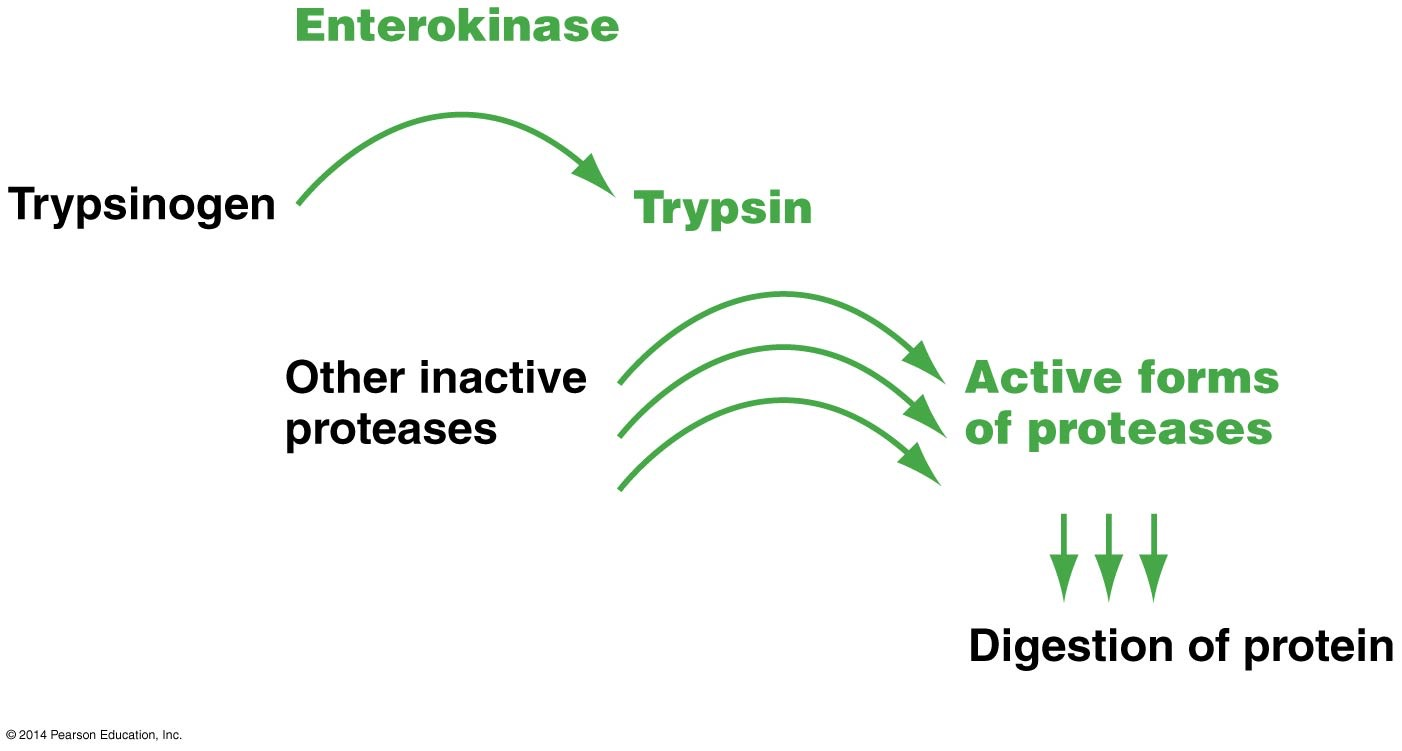 Enterokinase
Trypsinogen
Trypsin
Other inactive
proteases
Active forms
of proteases
Digestion of protein
© 2014 Pearson Education, Inc.